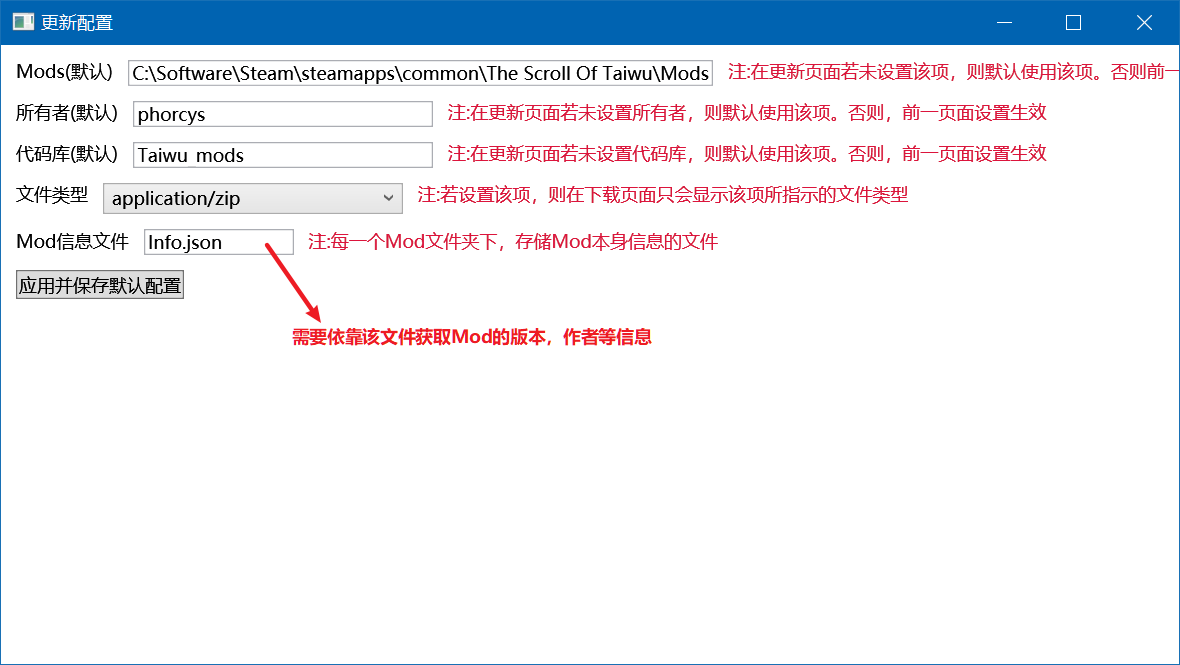 更新配置
Mods(默认) C:\Software\Steam\steamapps\common\The Scroll Of Taiwu\Mods 注:在更新页面若未设置该项，则默认使用该项。否则前一
所有者(默认) phorcys 注:在更新页面若未设置所有者，则默认使用该项。否则，前一页面设置生效
代码库(默认) Taiwu_mods 注:在更新页面若未设置代码库，则默认使用该项。否则，前一页面设置生效
文件类型 application/zip 注:若设置该项，则在下载页面只会显示该项所指示的文件类型
Mod信息文件 Info.json 注:每一个Mod文件夹下，存储Mod本身信息的文件
应用并保存默认配置
需要依靠该文件获取Mod的版本，作者等信息